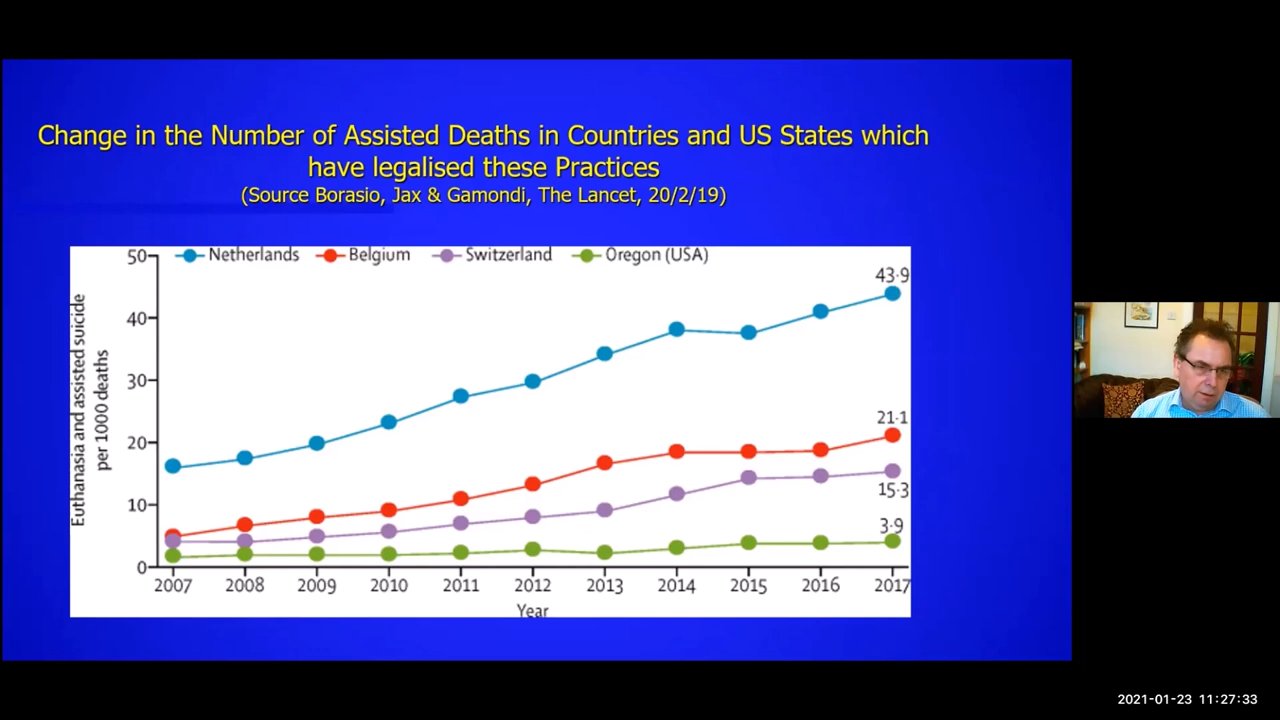 Change in the Number of Assisted Deaths in Countries and US States which
have legalised these Practices
(Source Borasio, Jax & Gamondi, The Lancet, 20/2/19)
Netherlands Belgium Switzerland Oregon (USA)
Euthanasia and assisted suicide
per 1000 deaths
50
40
30
20
10
0
43·9
21·1
15·3
3·9
2007 2008 2009 2010 2011 2012 2013 2014 2015 2016 2017
Year
2021-01-23 11:27:33